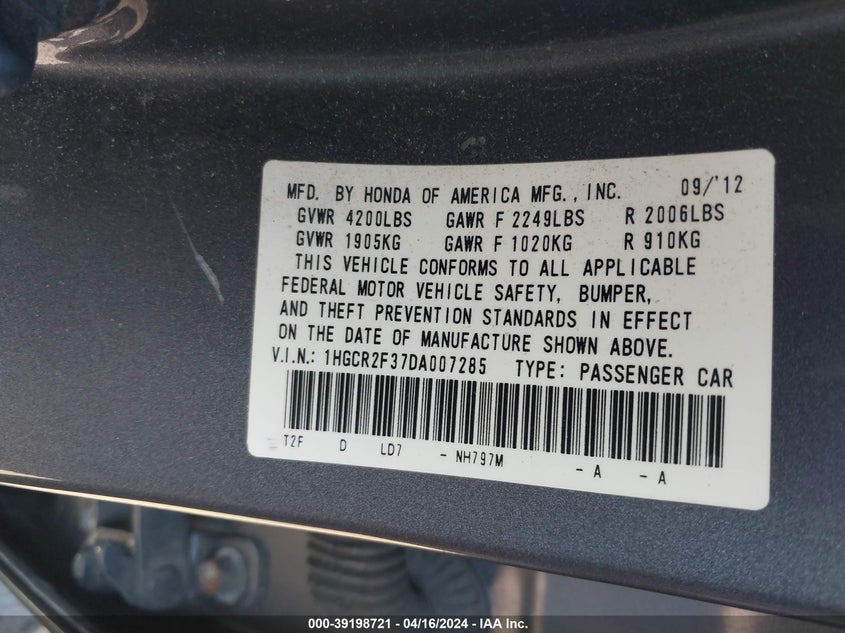 MFD. BY HONDA OF AMERICA MFG., INC. 09/'12
GVWR 4200LBS GAWR F 2249LBS R 2006LBS
GVWR 1905KG GAWR F 1020KG R 910KG
THIS VEHICLE CONFORMS TO ALL APPLICABLE
FEDERAL MOTOR VEHICLE SAFETY, BUMPER,
AND THEFT PREVENTION STANDARDS IN EFFECT
ON THE DATE OF MANUFACTURE SHOWN ABOVE.
V.I.N.: 1HGCR2F37DA007285 TYPE: PASSENGER CAR
T2F D LD7 - NH797M - A - A
000-39198721 / 04/16/2024 - IAA Inc.